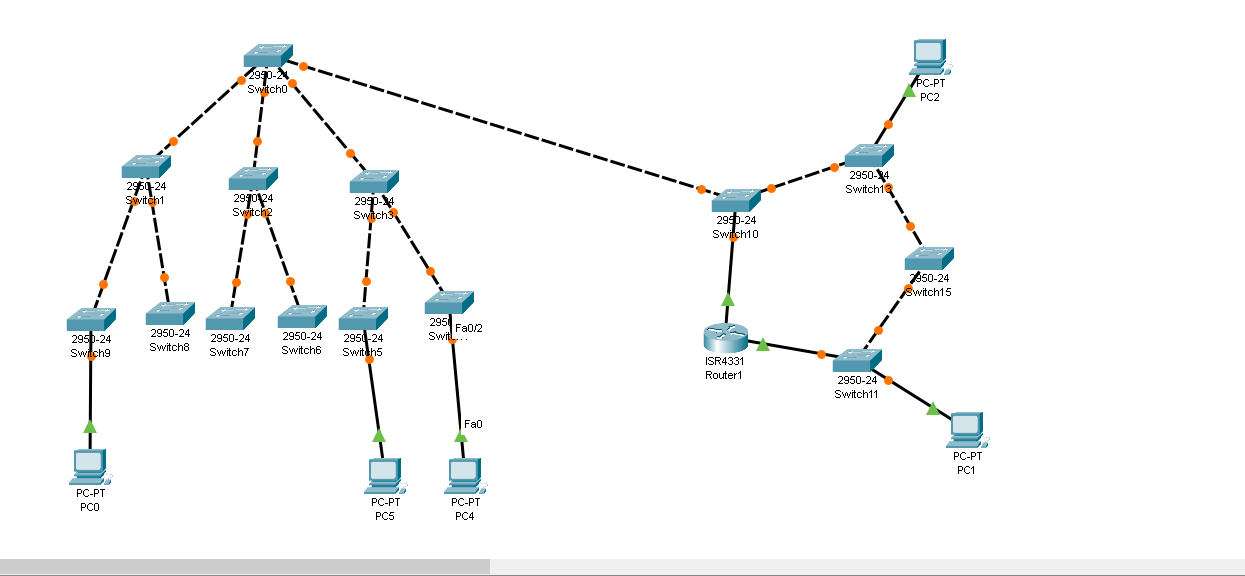 2950-24
Switch0
PC-PT
PC2
2950-24
Switch1
2950-24
Switch2
2950-24
Switch3
2950-24
Switch13
2950-24
Switch10
2950-24
Switch15
2950-24
Switch9
2950-24
Switch8
2950-24
Switch7
2950-24
Switch6
2950-24
Switch5
Fa0/2
ISR4331
Router1
2950-24
Switch11
Fa0
PC-PT
PC1
PC-PT
PC0
PC-PT
PC5
PC-PT
PC4